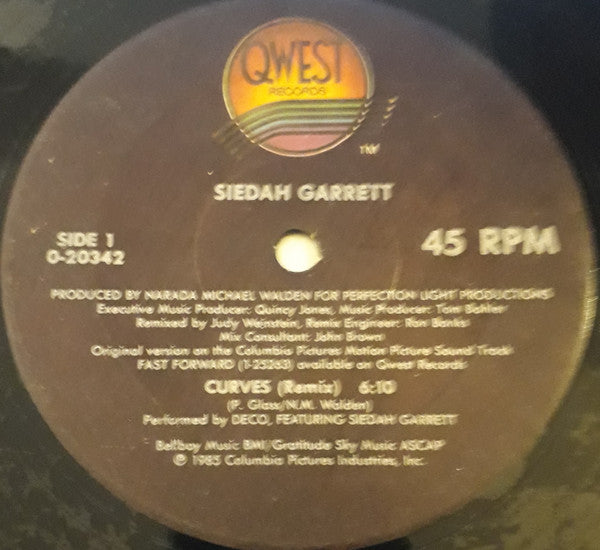 QWEST
RECORDS
TM
SIEDAH GARRETT
SIDE 1
0-20342
45 RPM
PRODUCED BY NARADA MICHAEL WALDEN FOR PERFECTION LIGHT PRODUCTIONS
Executive Music Producer: Quincy Jones, Music Producer: Tom Bahler
Remixed by Judy Weinstein, Remix Engineer: Ron Banks
Mix Consultant: John Brown
Original version on the Columbia Pictures Motion Picture Sound Track
FAST FORWARD (1-25263) available on Qwest Records
CURVES (Remix) 6:10
(P. Glass/N.M. Walden)
Performed by DECO, FEATURING SIEDAH GARRETT
Bellboy Music BMI/Gratitude Sky Music ASCAP
℗ 1985 Columbia Pictures Industries, Inc.